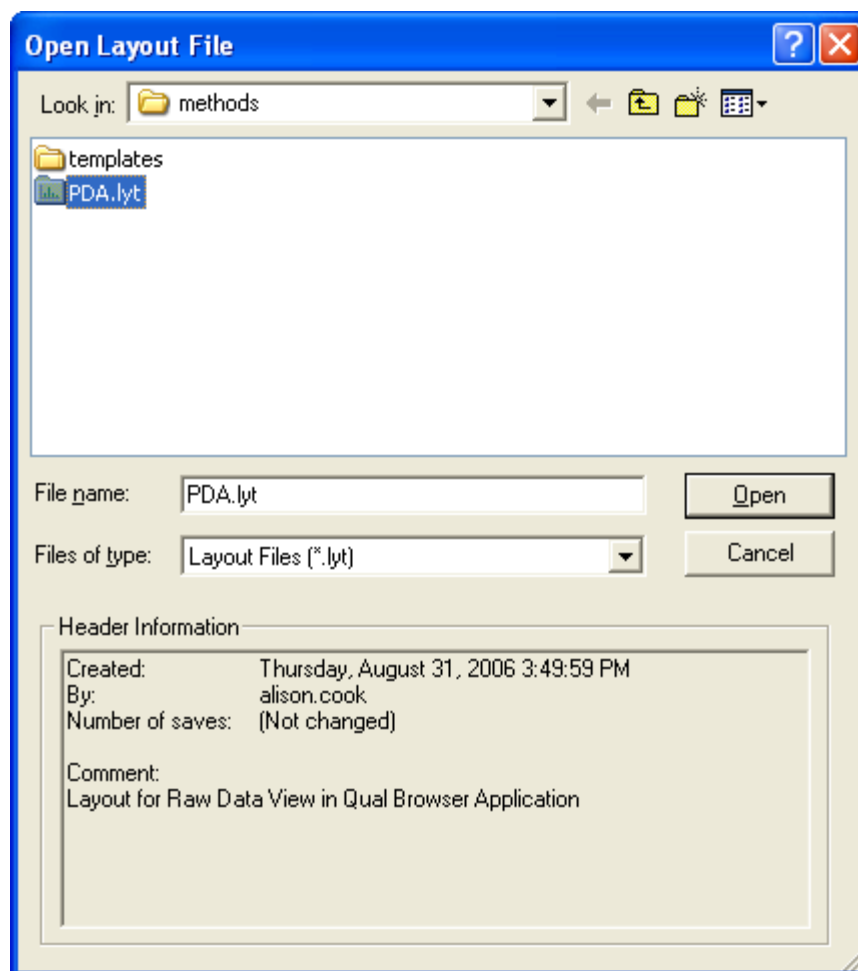 Open Layout File
Look in: methods
templates
PDA.lyt
File name: PDA.lyt Open
Files of type: Layout Files (*.lyt) Cancel
Header Information
Created: Thursday, August 31, 2006 3:49:59 PM
By: alison.cook
Number of saves: (Not changed)
Comment:
Layout for Raw Data View in Qual Browser Application